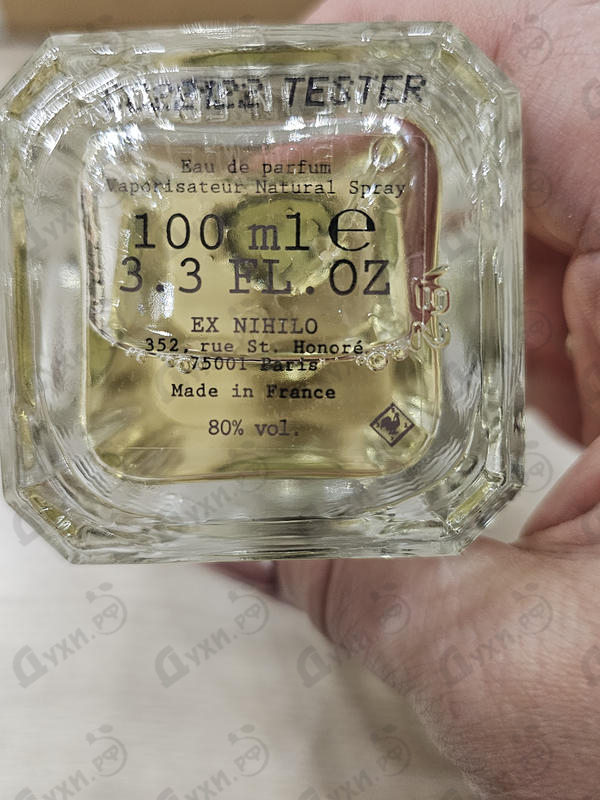 TESTER
Eau de parfum
Vaporisateur Natural Spray
100 ml e
3.3 FL.OZ
EX NIHILO
352, rue St. Honoré
75001 Paris
Made in France
80% vol.
Духи.РФ